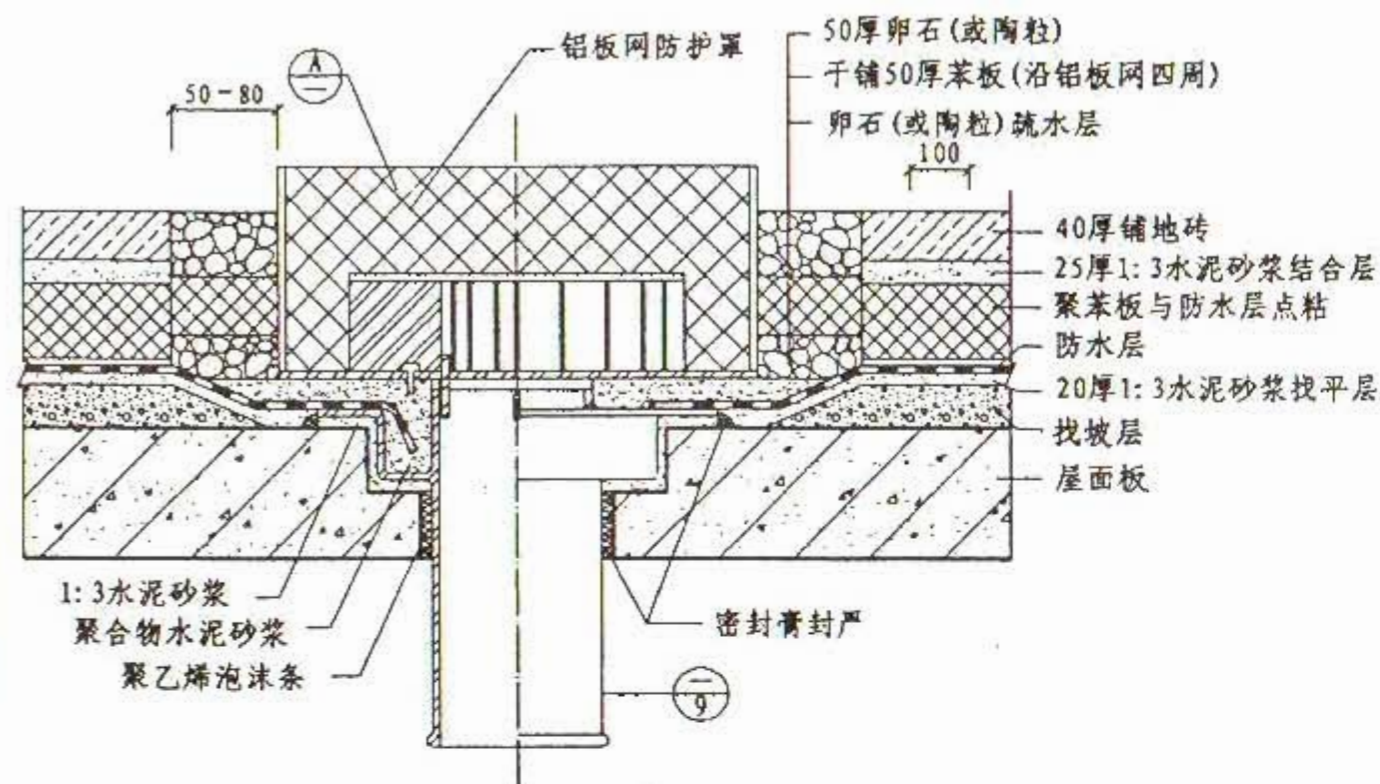 50厚卵石(或陶粒)
铝板网防护罩
A
干铺50厚苯板(沿铝板网四周)
50-80
卵石(或陶粒)疏水层
100
40厚铺地砖
25厚1:3水泥砂浆结合层
聚苯板与防水层点粘
防水层
20厚1:3水泥砂浆找平层
找坡层
屋面板
1:3水泥砂浆
聚合物水泥砂浆
密封膏封严
聚乙烯泡沫条
9